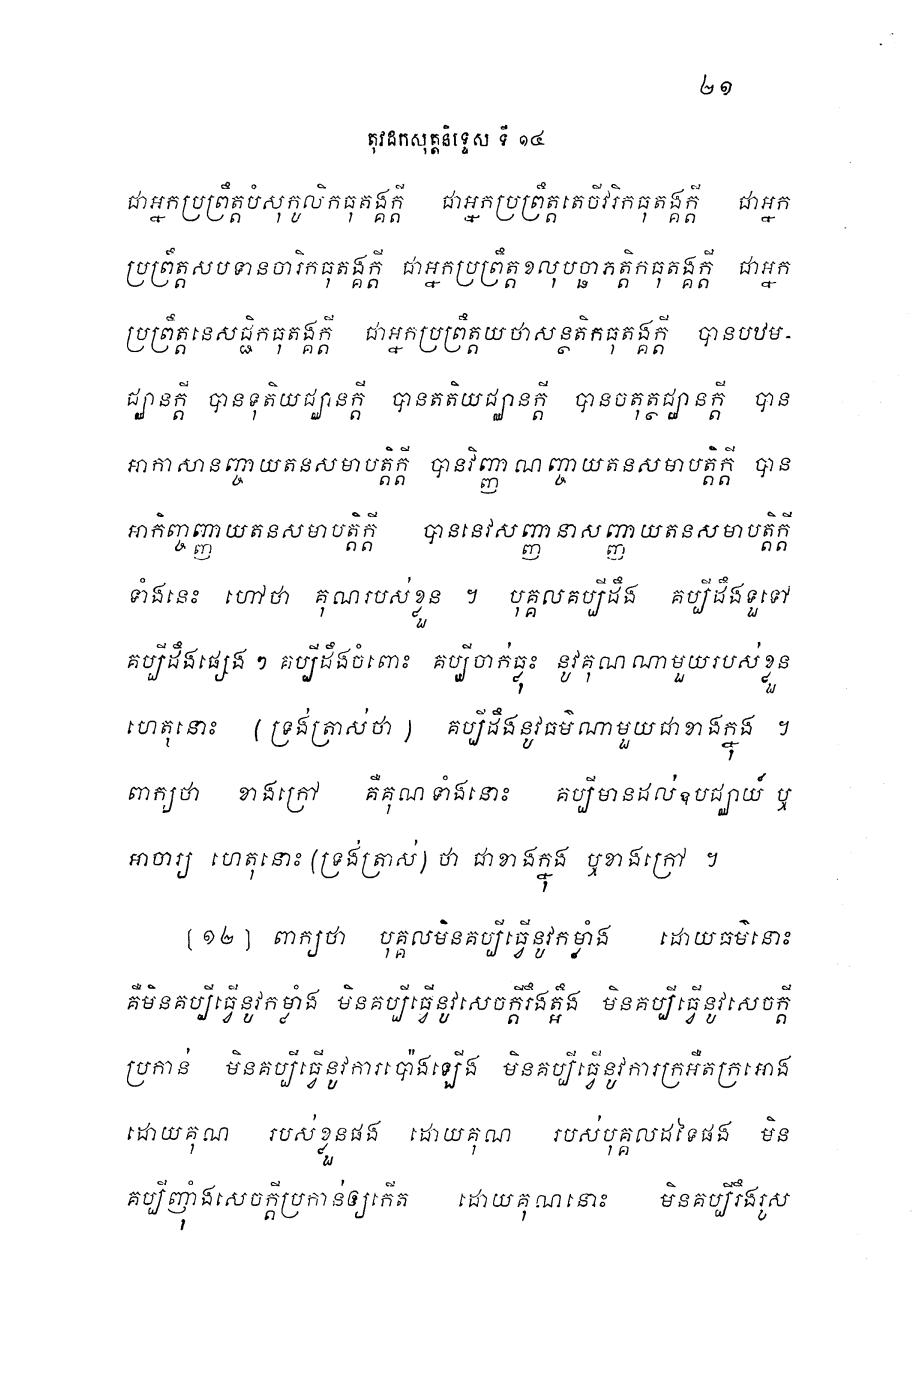 ២១
តុវដកសុត្តនិទ្ទេស ទី ១៤
ជាអ្នកប្រព្រឹត្តបំសុកូលិកធុតង្គក្តី ជាអ្នកប្រព្រឹត្តតេចីវរិកធុតង្គក្តី ជាអ្នក
ប្រព្រឹត្តសបទានចារិកធុតង្គក្តី ជាអ្នកប្រព្រឹត្តខលុបច្ឆាភត្តិកធុតង្គក្តី ជាអ្នក
ប្រព្រឹត្តនេសជ្ជិកធុតង្គក្តី ជាអ្នកប្រព្រឹត្តយថាសន្ថតិកធុតង្គក្តី បានបឋម-
ជ្ឈានក្តី បានទុតិយជ្ឈានក្តី បានតតិយជ្ឈានក្តី បានចតុត្ថជ្ឈានក្តី បាន
អាកាសានញ្ចាយតនសមាបត្តិក្តី បានវិញ្ញាណញ្ចាយតនសមាបត្តិក្តី បាន
អាកិញ្ចញ្ញាយតនសមាបត្តិក្តី បាននេវសញ្ញានាសញ្ញាយតនសមាបត្តិក្តី
ទាំងនេះ ហៅថា គុណរបស់ខ្លួន ។ បុគ្គលគប្បីដឹង គប្បីដឹងទួទៅ
គប្បីដឹងផ្សេង ៗ គប្បីដឹងចំពោះ គប្បីចាក់ធ្លុះ នូវគុណណាមួយរបស់ខ្លួន
ហេតុនោះ (ទ្រង់ត្រាស់ថា) គប្បីដឹងនូវធម៌ណាមួយជាខាងក្នុង ។
ពាក្យថា ខាងក្រៅ គឺគុណទាំងនោះ គប្បីមានដល់ឧបជ្ឈាយ៍ ឬ
អាចារ្យ ហេតុនោះ (ទ្រង់ត្រាស់) ថា ជាខាងក្នុង ឬខាងក្រៅ ។
[១២] ពាក្យថា បុគ្គលមិនគប្បីធ្វើនូវកម្លាំង ដោយធម៌នោះ
គឺមិនគប្បីធ្វើនូវកម្លាំង មិនគប្បីធ្វើនូវសេចក្តីរឹងត្អឹង មិនគប្បីធ្វើនូវសេចក្តី
ប្រកាន់ មិនគប្បីធ្វើនូវការប៉ោងឡើង មិនគប្បីធ្វើនូវការក្រអឺតក្រអោង
ដោយគុណ របស់ខ្លួនផង ដោយគុណ របស់បុគ្គលដទៃផង មិន
គប្បីញ៉ាំងសេចក្តីប្រកាន់ឲ្យកើត ដោយគុណនោះ មិនគប្បីរឹងរូស